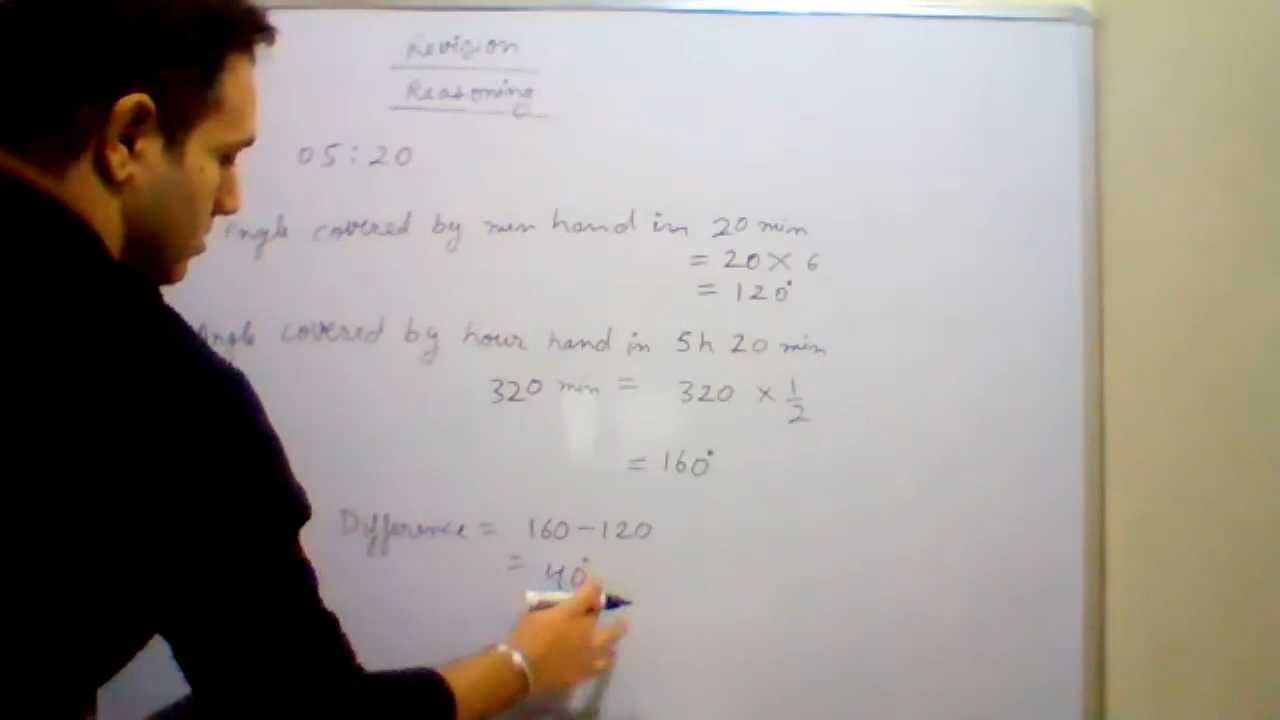 Revision
Reasoning
05:20
Angle covered by min hand in 20 min
= 20 × 6
= 120°
Angle covered by hour hand in 5h 20 min
320 min = 320 × 1/2
= 160°
Difference = 160-120
= 40°